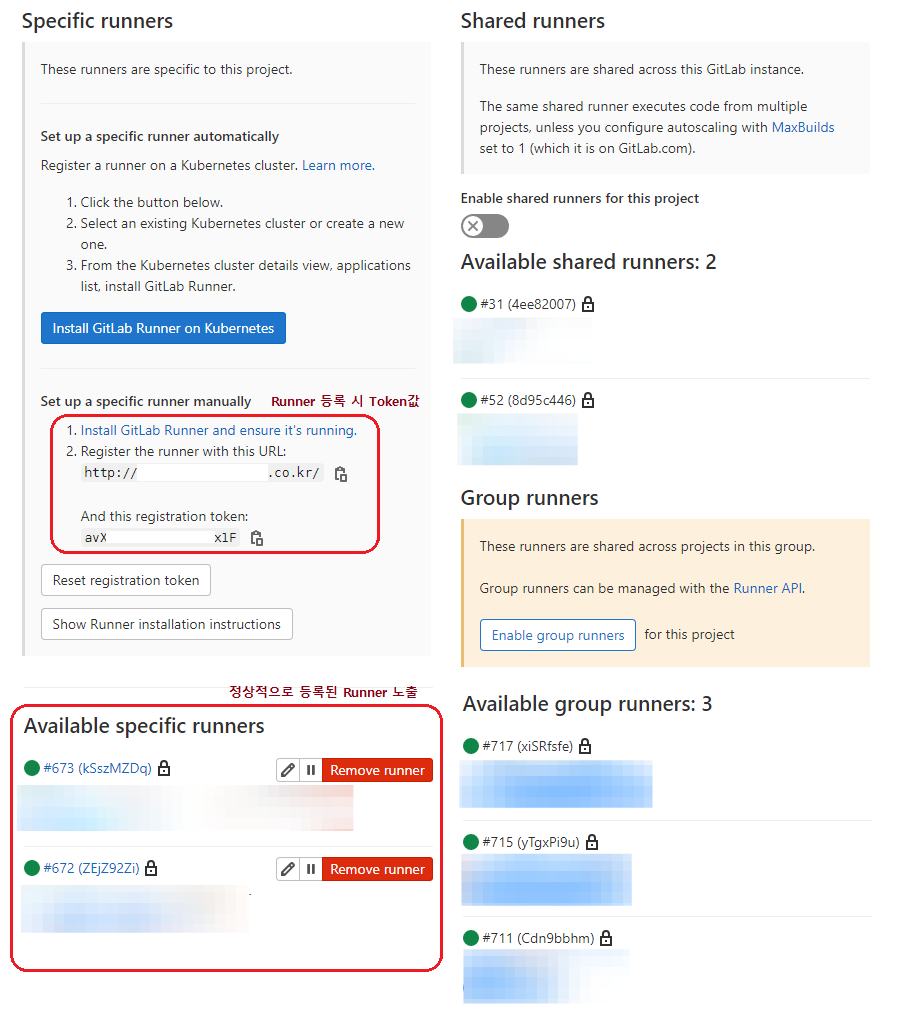 Specific runners
These runners are specific to this project.
Set up a specific runner automatically
Register a runner on a Kubernetes cluster. Learn more.
1. Click the button below.
2. Select an existing Kubernetes cluster or create a new
one.
3. From the Kubernetes cluster details view, applications
list, install GitLab Runner.
Install GitLab Runner on Kubernetes
Set up a specific runner manually
Runner 등록 시 Token값
1. Install GitLab Runner and ensure it's running.
2. Register the runner with this URL:
http:// .co.kr/
And this registration token:
avX xlF
Reset registration token
Show Runner installation instructions
정상적으로 등록된 Runner 노출
Available specific runners
#673 (kSszMZDq)
Remove runner
#672 (ZEjZ92Zi)
Remove runner
Shared runners
These runners are shared across this GitLab instance.
The same shared runner executes code from multiple
projects, unless you configure autoscaling with MaxBuilds
set to 1 (which it is on GitLab.com).
Enable shared runners for this project
Available shared runners: 2
#31 (4ee82007)
#52 (8d95c446)
Group runners
These runners are shared across projects in this group.
Group runners can be managed with the Runner API.
Enable group runners for this project
Available group runners: 3
#717 (xiSRfsfe)
#715 (yTgxPi9u)
#711 (Cdn9bbhm)